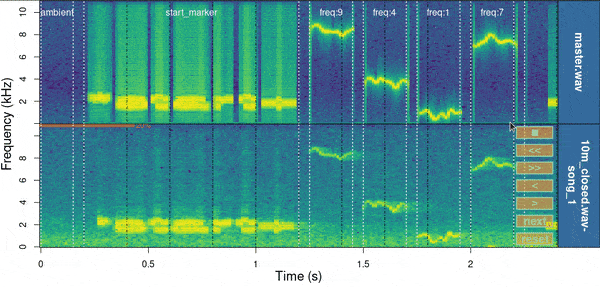 ambient
start_marker
freq:9
freq:4
freq:1
freq:7
10
8
6
4
2
master.wav
Frequency (kHz)
<<
>>
<
>
next
8
6
4
2
0
10m_closed.wav-
song_1
0
0.5
1
1.5
2
Time (s)